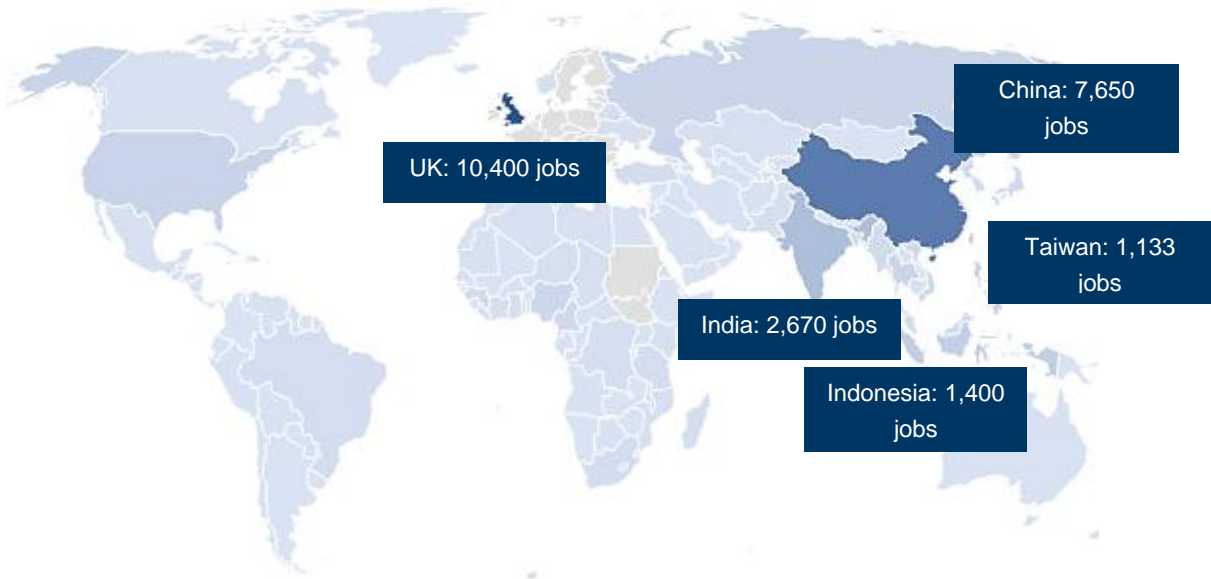 China: 7,650
jobs
UK: 10,400 jobs
Taiwan: 1,133
jobs
India: 2,670 jobs
Indonesia: 1,400
jobs